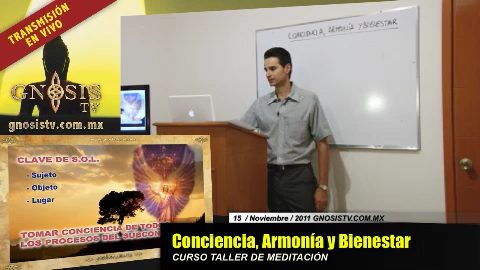 TRANSMISIÓN
EN VIVO
GNOSIS
TV
gnosistv.com.mx
CONCIENCIA, ARMONÍA Y BIENESTAR
CLAVE DE S.O.L.
- Sujeto
- Objeto
- Lugar
TOMAR CONCIENCIA DE TOD
LOS PROCESOS DEL SUBCON
15 / Noviembre / 2011 GNOSISTV.COM.MX
Conciencia, Armonía y Bienestar
CURSO TALLER DE MEDITACIÓN